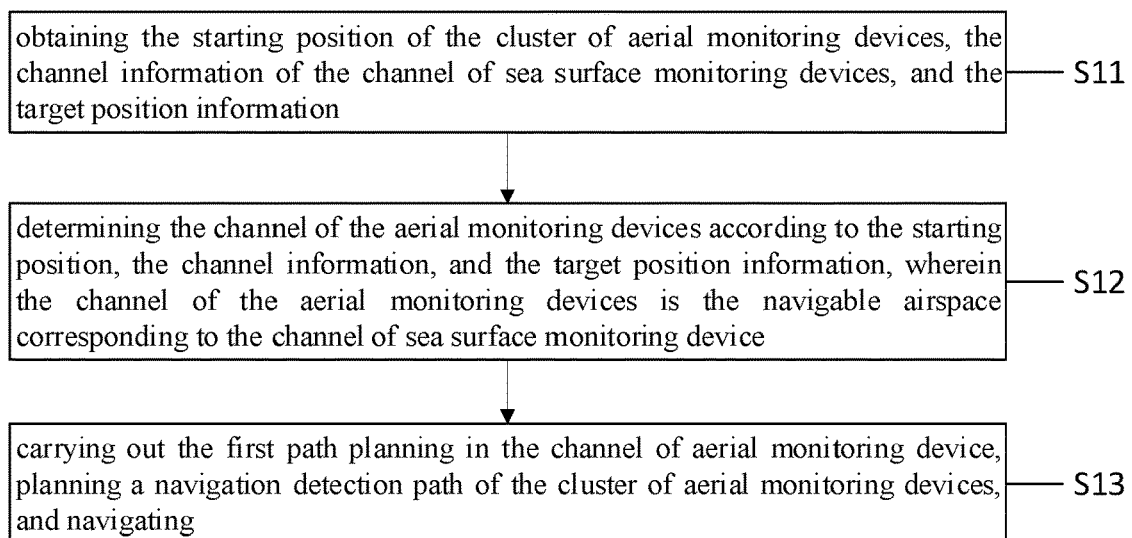 obtaining the starting position of the cluster of aerial monitoring devices, the
channel information of the channel of sea surface monitoring devices, and the
target position information
S11
determining the channel of the aerial monitoring devices according to the starting
position, the channel information, and the target position information, wherein
the channel of the aerial monitoring devices is the navigable airspace
corresponding to the channel of sea surface monitoring device
S12
carrying out the first path planning in the channel of aerial monitoring device,
planning a navigation detection path of the cluster of aerial monitoring devices,
and navigating
S13